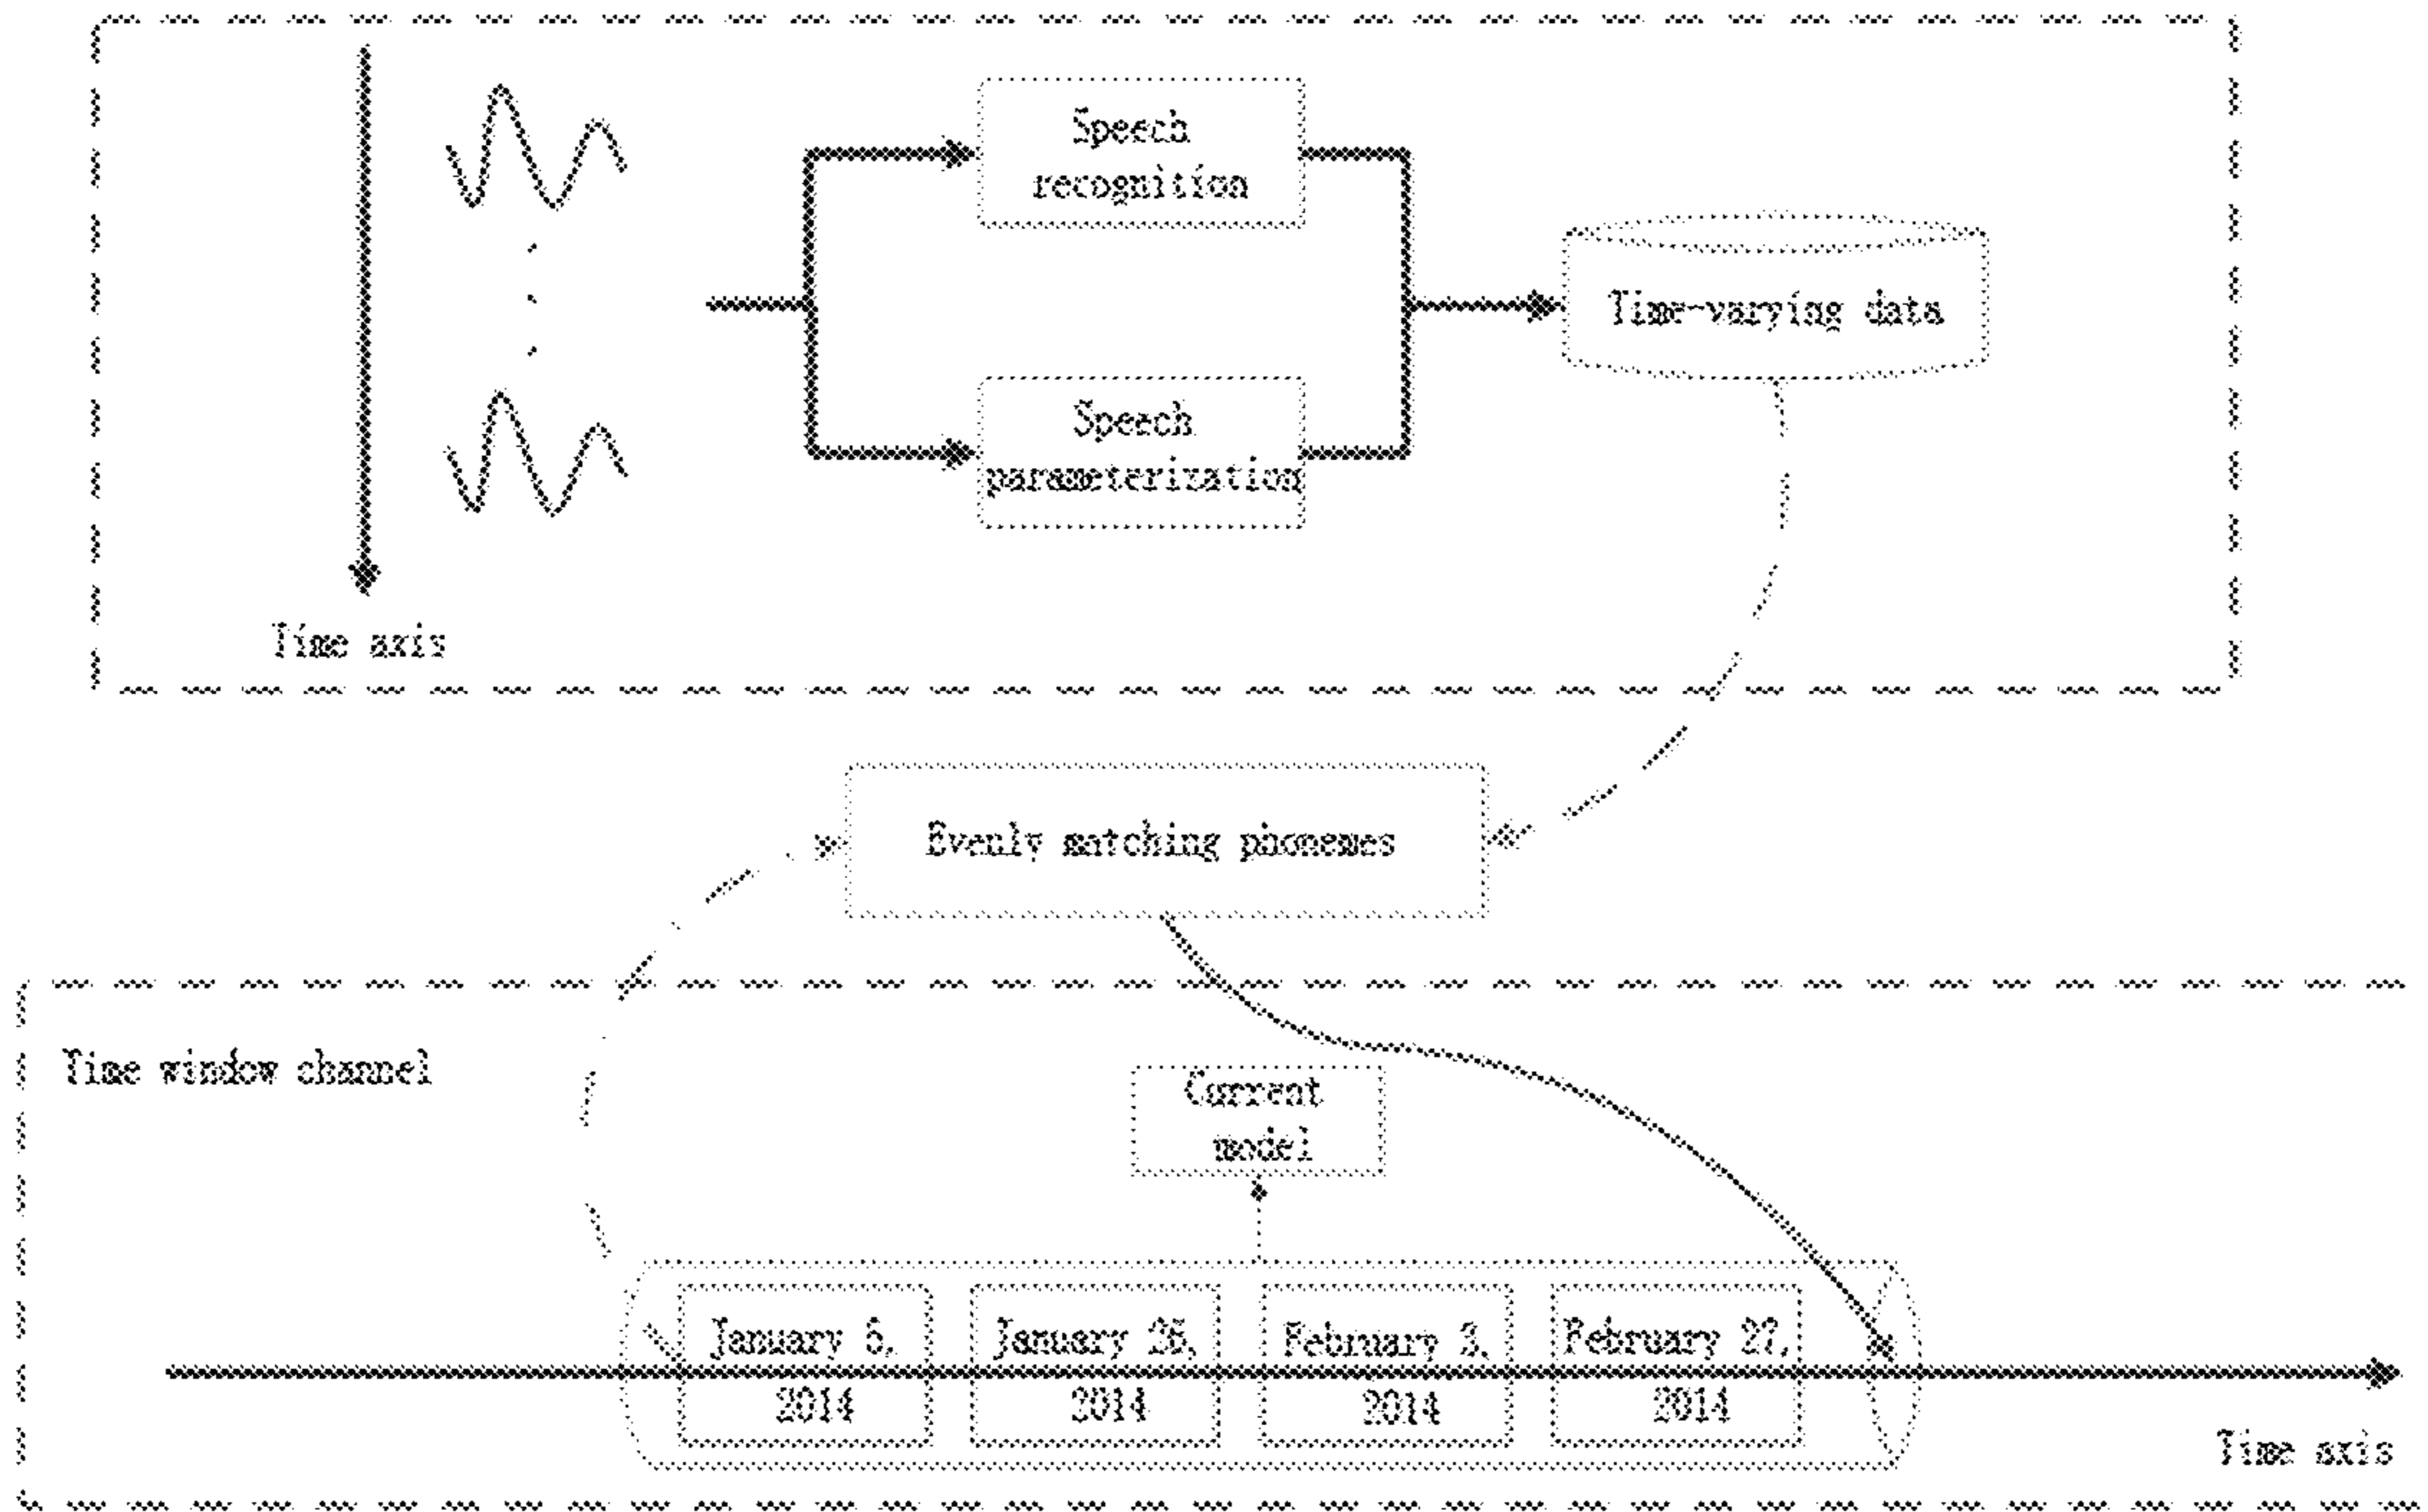 Speech
recognition
Time-varying data
Speech
parameterization
Time axis
Evenly matching phonemes
Time window channel
Current
model
January 6,
2014
January 26,
2014
February 3,
2014
February 27,
2014
Time axis